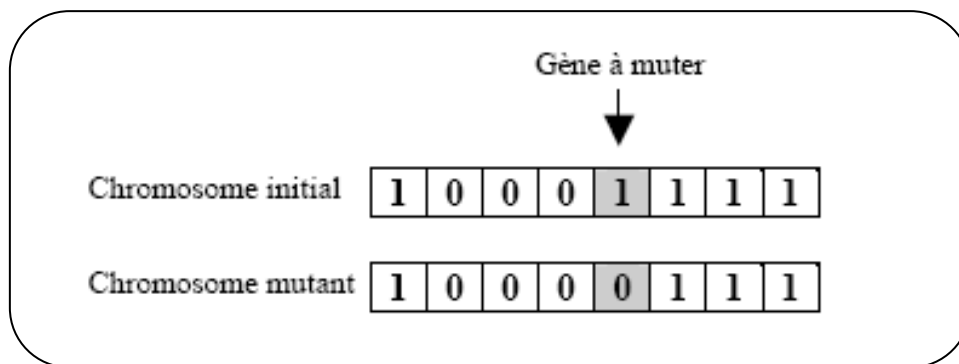 Gène à muter
Chromosome initial 1 0 0 0 1 1 1 1
Chromosome mutant 1 0 0 0 0 1 1 1